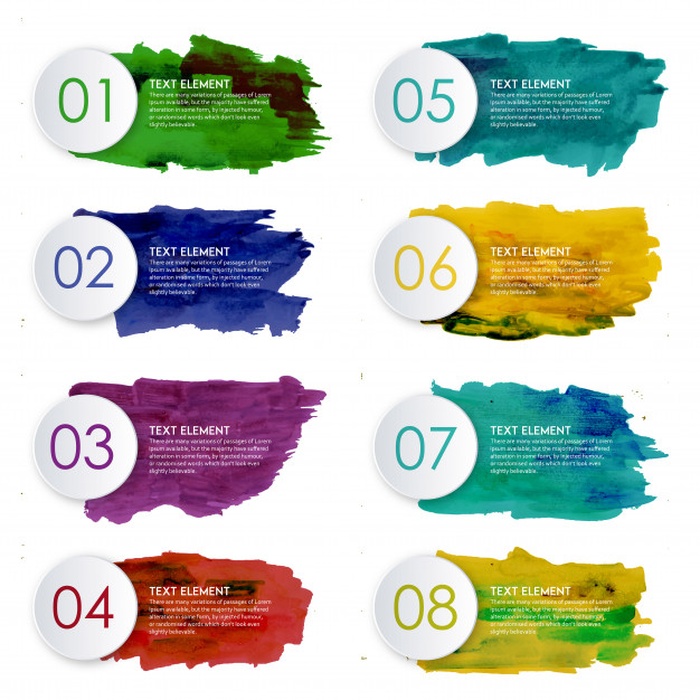 01
TEXT ELEMENT
There are many variations of passages of Lorem
Ipsum available, but the majority have suffered
alteration in some form, by injected humour,
or randomised words which don't look even
slightly believable.
02
TEXT ELEMENT
There are many variations of passages of Lorem
Ipsum available, but the majority have suffered
alteration in some form, by injected humour,
or randomised words which don't look even
slightly believable.
03
TEXT ELEMENT
There are many variations of passages of Lorem
Ipsum available, but the majority have suffered
alteration in some form, by injected humour,
or randomised words which don't look even
slightly believable.
04
TEXT ELEMENT
There are many variations of passages of Lorem
Ipsum available, but the majority have suffered
alteration in some form, by injected humour,
or randomised words which don't look even
slightly believable.
05
TEXT ELEMENT
There are many variations of passages of Lorem
Ipsum available, but the majority have suffered
alteration in some form, by injected humour,
or randomised words which don't look even
slightly believable.
06
TEXT ELEMENT
There are many variations of passages of Lorem
Ipsum available, but the majority have suffered
alteration in some form, by injected humour,
or randomised words which don't look even
slightly believable.
07
TEXT ELEMENT
There are many variations of passages of Lorem
Ipsum available, but the majority have suffered
alteration in some form, by injected humour,
or randomised words which don't look even
slightly believable.
08
TEXT ELEMENT
There are many variations of passages of Lorem
Ipsum available, but the majority have suffered
alteration in some form, by injected humour,
or randomised words which don't look even
slightly believable.